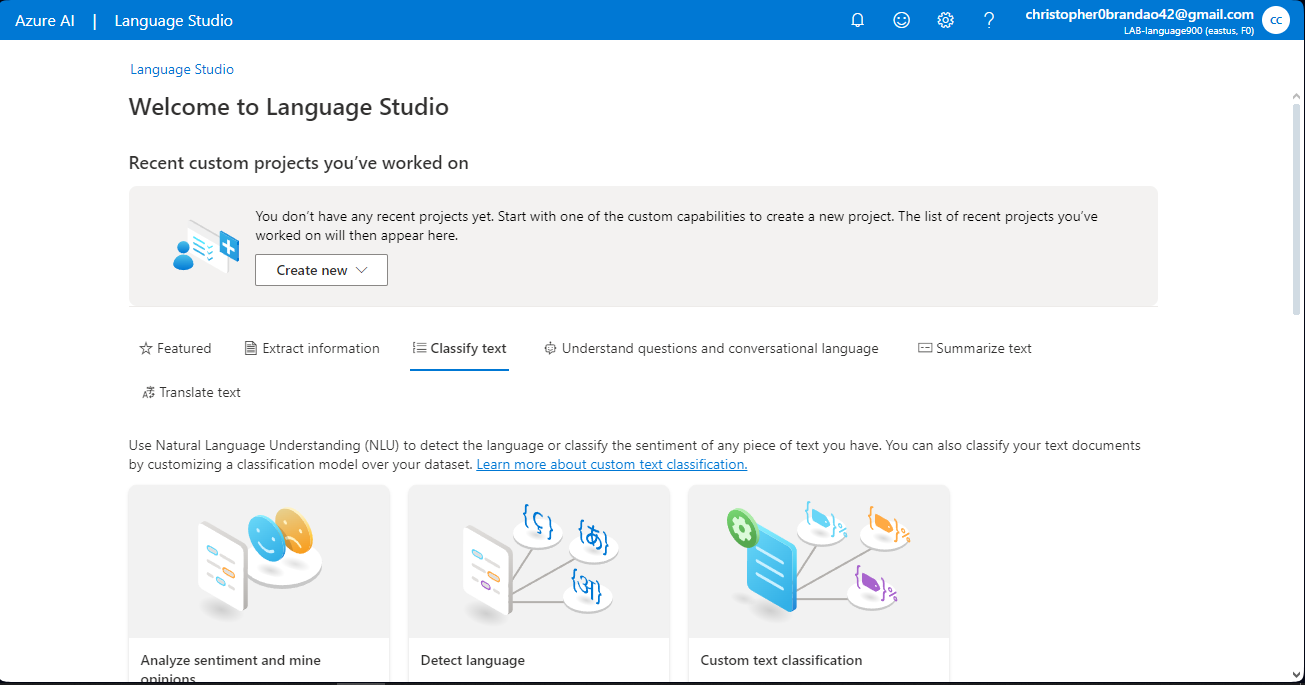 Azure AI | Language Studio
christopher0brandao42@gmail.com
LAB-language900 (eastus, F0)
CC
Language Studio
Welcome to Language Studio
Recent custom projects you’ve worked on
You don’t have any recent projects yet. Start with one of the custom capabilities to create a new project. The list of recent projects you’ve
worked on will then appear here.
Create new
Featured
Extract information
Classify text
Understand questions and conversational language
Summarize text
Translate text
Use Natural Language Understanding (NLU) to detect the language or classify the sentiment of any piece of text you have. You can also classify your text documents
by customizing a classification model over your dataset. Learn more about custom text classification.
{ç}
{あ}
{अ}
{ }%
{ }%
{ }%
Analyze sentiment and mine
opinions
Detect language
Custom text classification